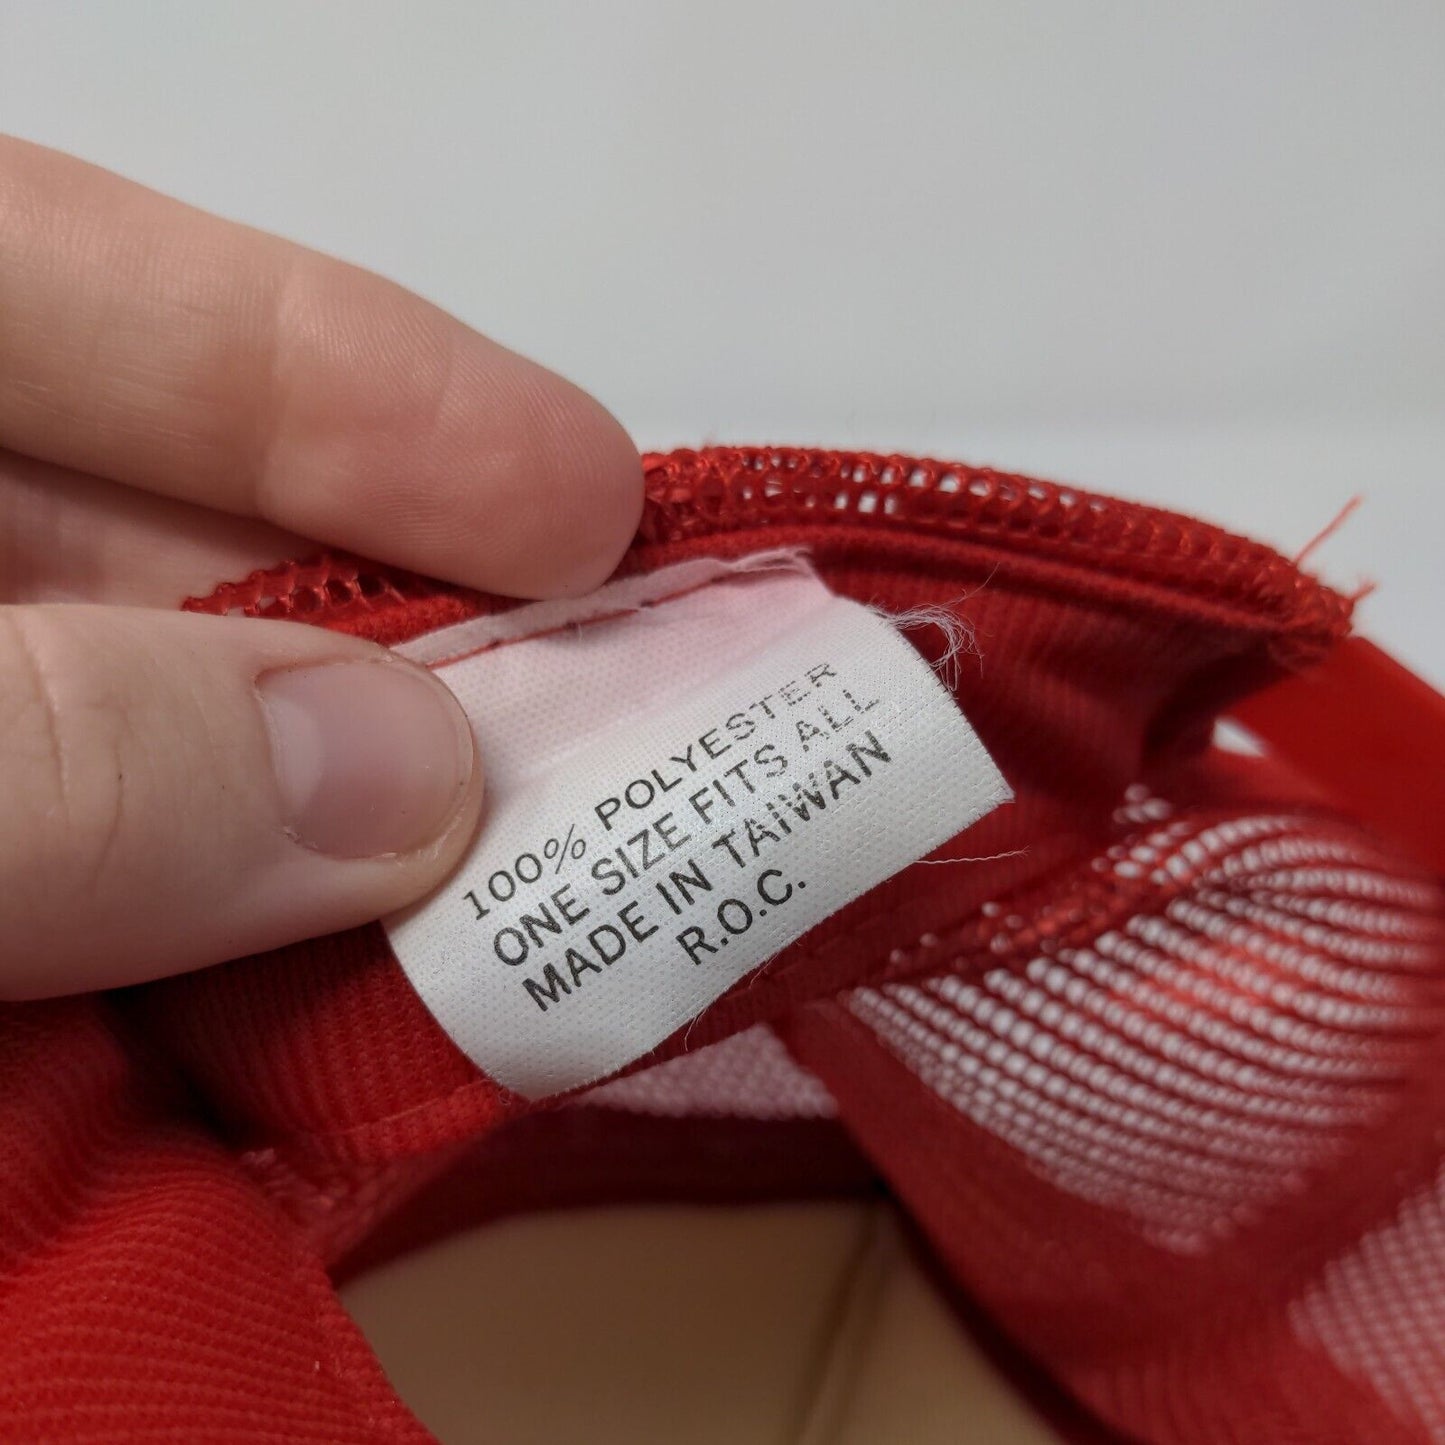 100% POLYESTER
ONE SIZE FITS ALL
MADE IN TAIWAN
R.O.C.